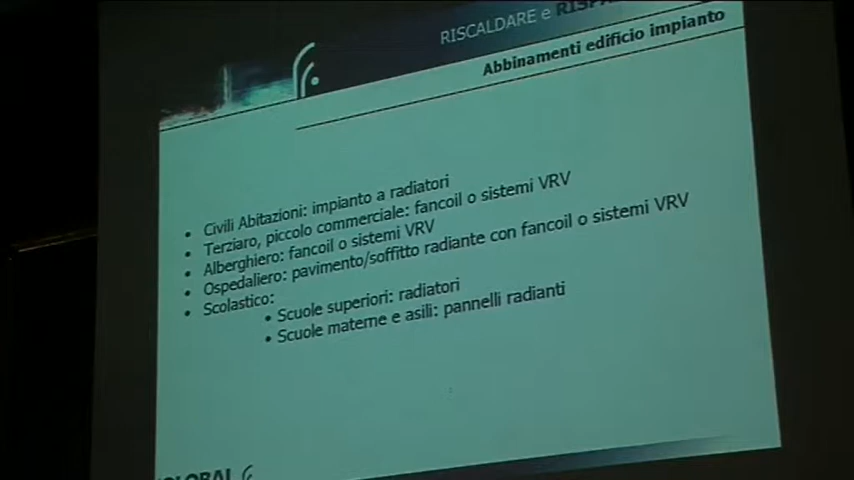 RISCALDARE e
Abbinamenti edificio impianto
• Civili Abitazioni: impianto a radiatori
• Terziaro, piccolo commerciale: fancoil o sistemi VRV
• Alberghiero: fancoil o sistemi VRV
• Ospedaliero: pavimento/soffitto radiante con fancoil o sistemi VRV
• Scolastico:
• Scuole superiori: radiatori
• Scuole materne e asili: pannelli radianti
GLOBAL